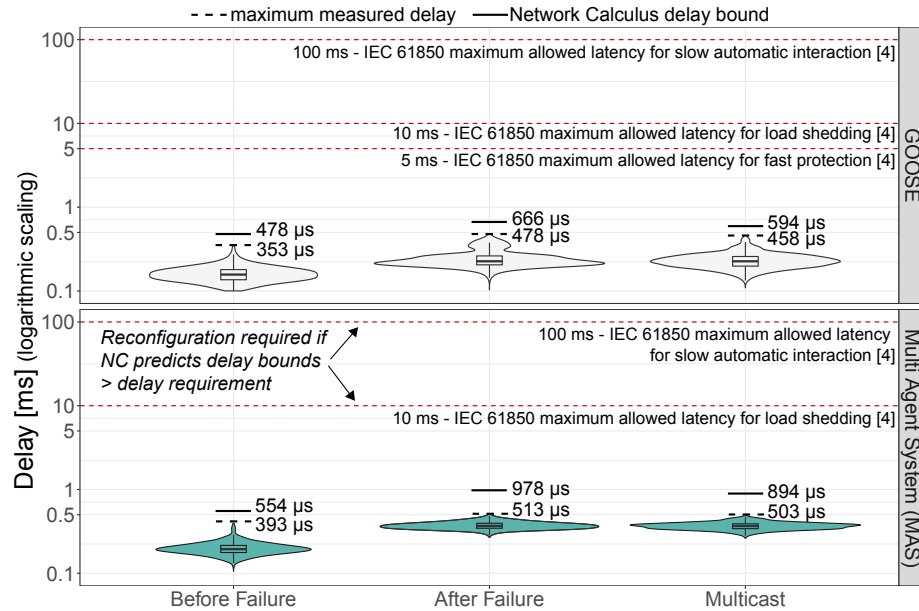 maximum measured delay
Network Calculus delay bound
Delay [ms] (logarithmic scaling)
100
10
5
1
0.5
0.1
100 ms - IEC 61850 maximum allowed latency for slow automatic interaction [4]
10 ms - IEC 61850 maximum allowed latency for load shedding [4]
5 ms - IEC 61850 maximum allowed latency for fast protection [4]
478 µs
353 µs
666 µs
478 µs
594 µs
458 µs
GOOSE
100
10
5
1
0.5
0.1
Reconfiguration required if
NC predicts delay bounds
> delay requirement
100 ms - IEC 61850 maximum allowed latency
for slow automatic interaction [4]
10 ms - IEC 61850 maximum allowed latency for load shedding [4]
554 µs
393 µs
978 µs
513 µs
894 µs
503 µs
Multi Agent System (MAS)
Before Failure
After Failure
Multicast